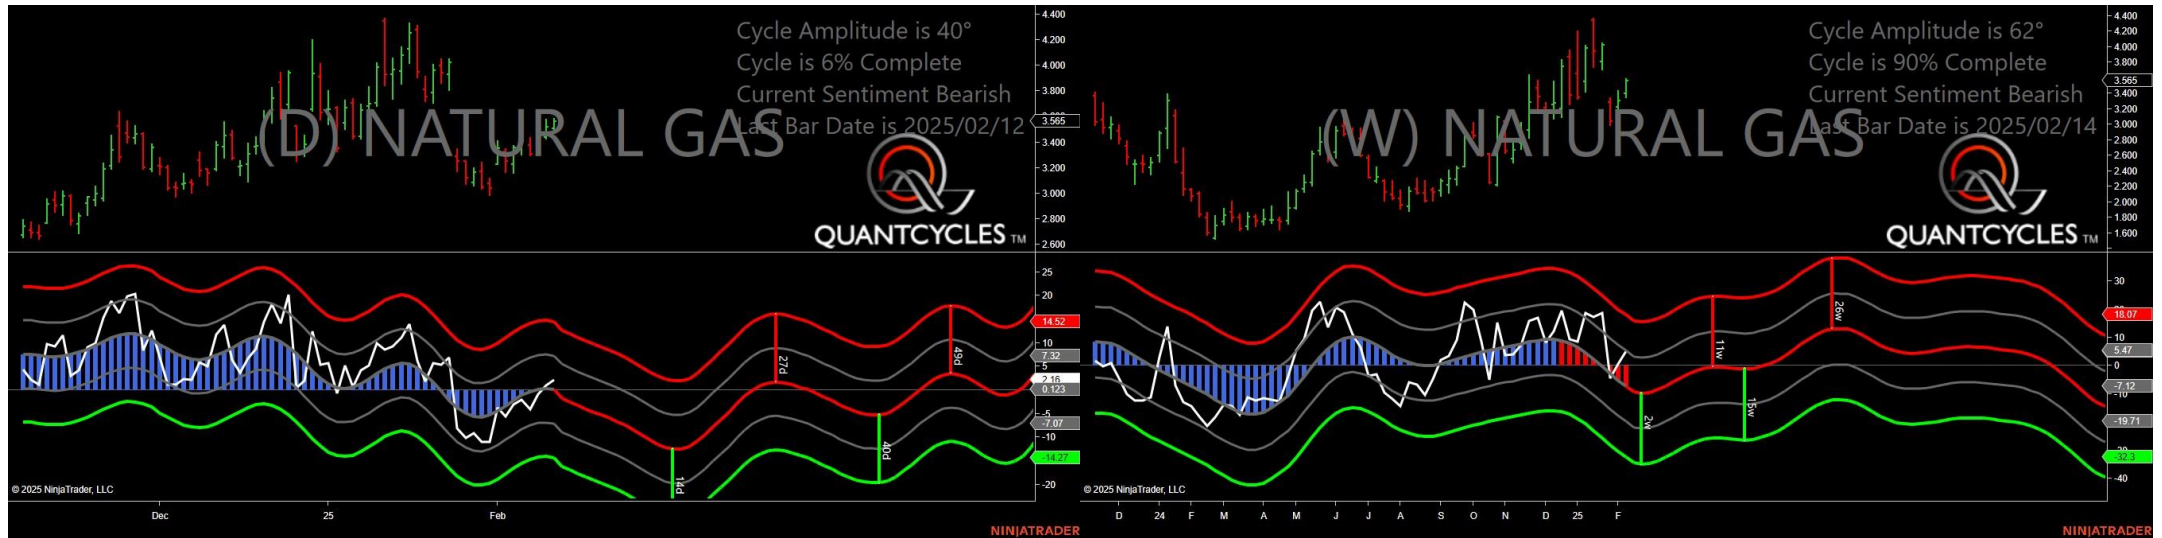 Cycle Amplitude is 40°
Cycle is 6% Complete
Current Sentiment Bearish
Last Bar Date is 2025/02/12
(D) NATURAL GAS
QUANTCYCLES TM
4.400
4.200
4.000
3.800
3.565
3.400
3.200
3.000
2.800
2.600
25
20
14.52
10
7.32
5
2.16
0.123
-5
-7.07
-10
-14.27
-20
14d
27d
40d
49d
© 2025 NinjaTrader, LLC
Dec
25
Feb
NINJATRADER
Cycle Amplitude is 62°
Cycle is 90% Complete
Current Sentiment Bearish
Last Bar Date is 2025/02/14
(W) NATURAL GAS
QUANTCYCLES TM
4.400
4.200
4.000
3.800
3.565
3.400
3.200
3.000
2.800
2.600
2.400
2.200
2.000
1.800
1.600
30
18.07
10
5.47
0
-7.12
-10
-19.71
-32.3
-40
2w
11w
15w
26w
© 2025 NinjaTrader, LLC
D
24
F
M
A
M
J
J
A
S
O
N
D
25
F
NINJATRADER